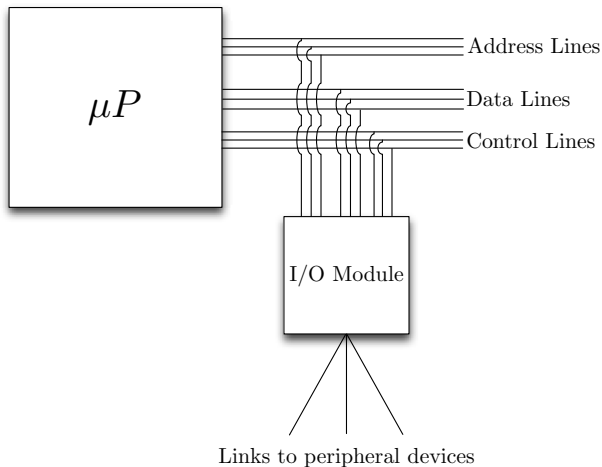 μP
Address Lines
Data Lines
Control Lines
I/O Module
Links to peripheral devices